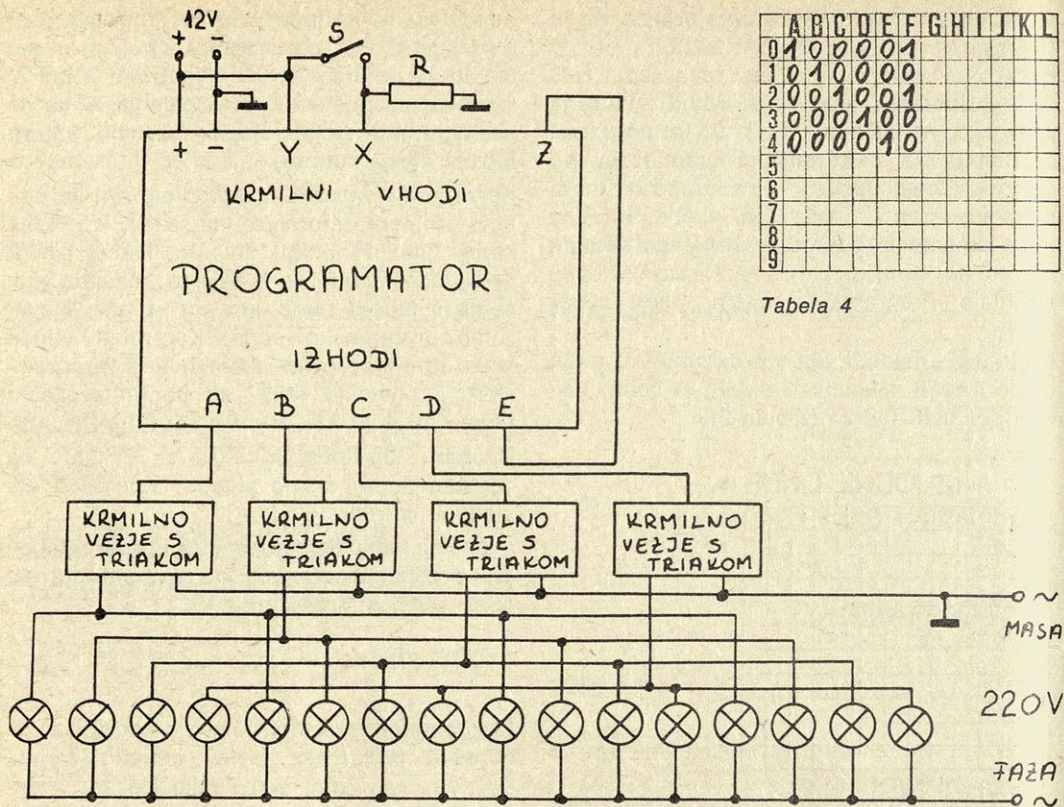 12V
+ −
S
R
+ − Y X Z
KRMILNI VHODI
PROGRAMATOR
IZHODI
A B C D E
KRMILNO
VEZJE S
TRIAKOM
KRMILNO
VEZJE S
TRIAKOM
KRMILNO
VEZJE S
TRIAKOM
KRMILNO
VEZJE S
TRIAKOM
~
MASA
220V
FAZA
~
A B C D E F G H I J K L
0 1 0 0 0 0 1
1 0 1 0 0 0 0
2 0 0 1 0 0 1
3 0 0 0 1 0 0
4 0 0 0 0 1 0
5
6
7
8
9
Tabela 4